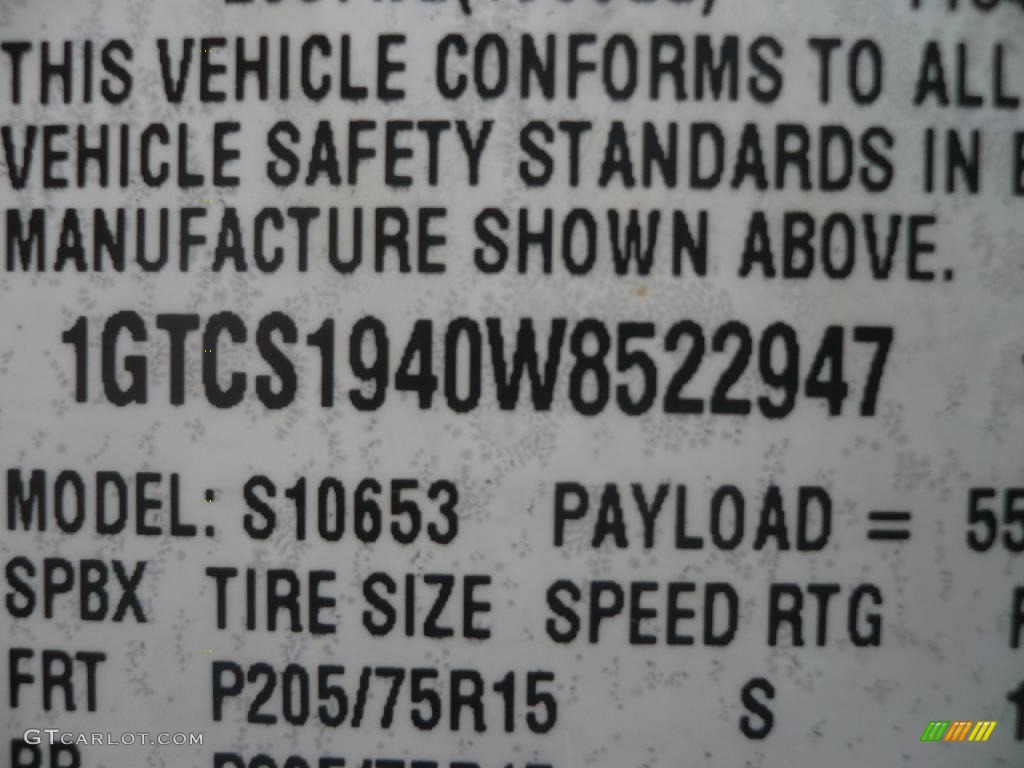 THIS VEHICLE CONFORMS TO ALL
VEHICLE SAFETY STANDARDS IN
MANUFACTURE SHOWN ABOVE.
1GTCS1940W8522947
MODEL: S10653 PAYLOAD = 55
SPBX TIRE SIZE SPEED RTG
FRT P205/75R15 S
GTCARLOT.COM